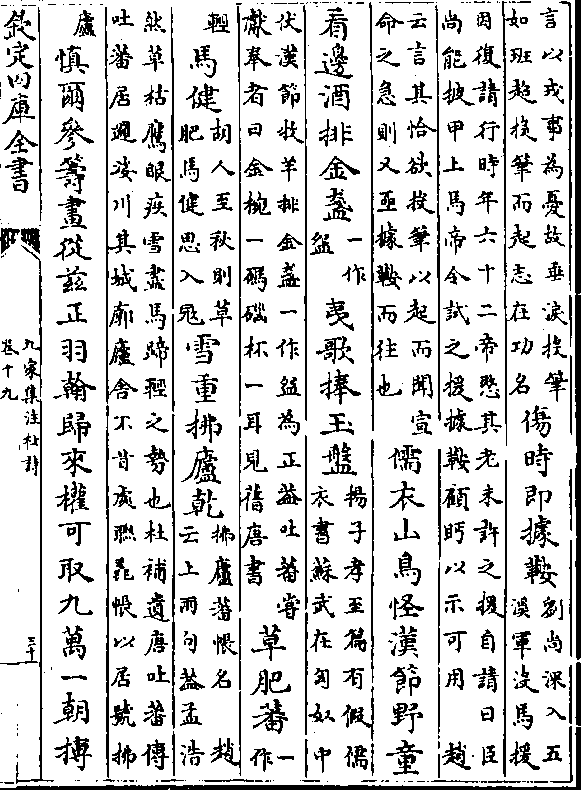 言以戎事為憂故垂淚投筆
如班超投筆而起志在功名
傷時即據鞍
劉尚深入五
溪軍沒馬援
因復請行時年六十二帝愍其老未許之援自請曰臣
尚能披甲上馬帝令試之援據鞍顧眄以示可用　趙
云言其恰欲投筆以起而聞宣
命之急則又亟據鞍而往也
儒衣山鳥怪漢節野童
看邊酒排金盞
一作
盌
夷歌捧玉盤
楊子孝至篇有假儒
衣書蘇武在匈奴中
伏漢節牧羊排金盞一作盌為正葢吐蕃嘗
獻奉者曰金椀一碼碯杯一耳見舊唐書
草肥蕃
一
作
輕
馬健
胡人至秋則草
肥馬健思入冦
雪重拂廬乾
拂廬蕃帳名　趙
云上兩句葢孟浩
然草枯鷹眼疾雪盡馬蹄輕之勢也杜補遺唐吐蕃傳
吐蕃居邏娑川其城廓廬舎不肯處聯毳帳以居號拂
廬
慎爾參籌畫從茲正羽翰歸來權可取九萬一朝摶
欽定四庫全書
九家集注杜詩
卷十九
三十